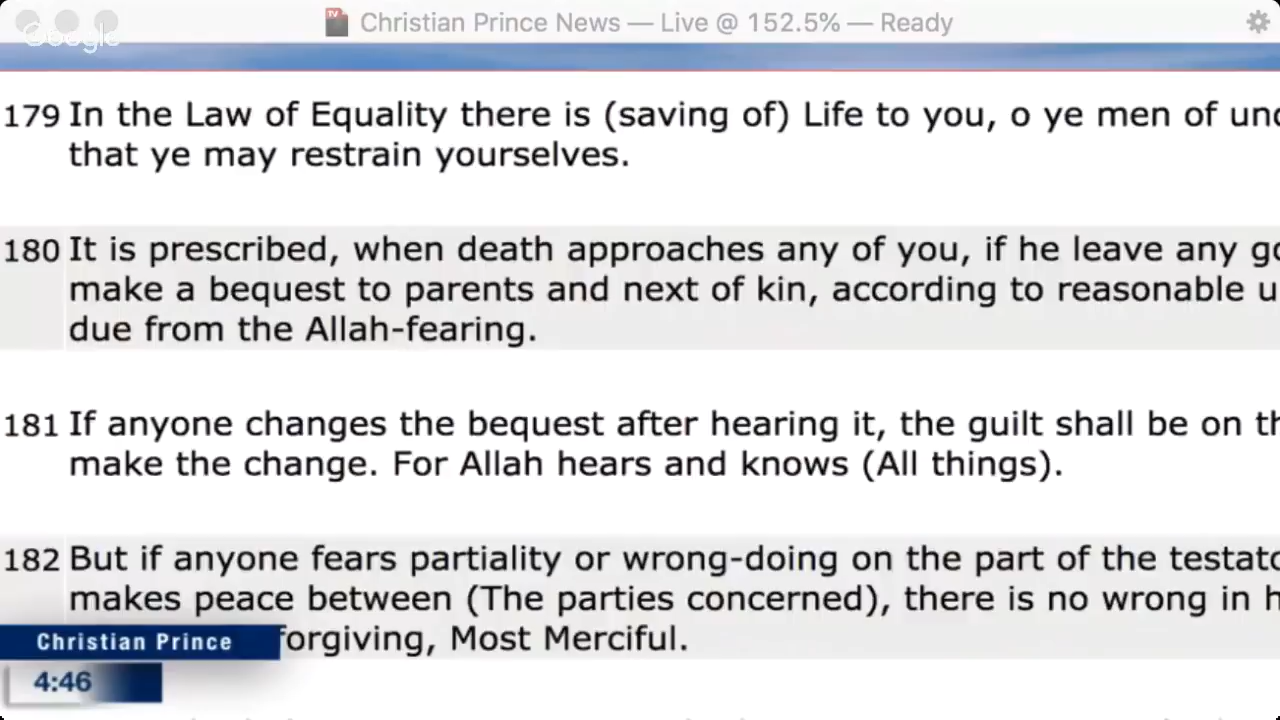 Google
Christian Prince News — Live @ 152.5% — Ready
179 In the Law of Equality there is (saving of) Life to you, o ye men of
that ye may restrain yourselves.
180 It is prescribed, when death approaches any of you, if he leave any
make a bequest to parents and next of kin, according to reasonable
due from the Allah-fearing.
181 If anyone changes the bequest after hearing it, the guilt shall be on
make the change. For Allah hears and knows (All things).
182 But if anyone fears partiality or wrong-doing on the part of the
makes peace between (The parties concerned), there is no wrong in
forgiving, Most Merciful.
Christian Prince
4:46